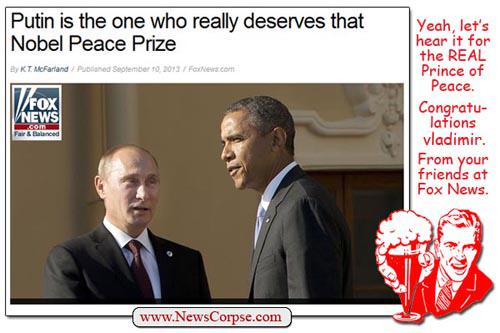 Putin is the one who really deserves that
Nobel Peace Prize
By K.T. McFarland / Published September 10, 2013 / FoxNews.com
FOX
NEWS
.com
Fair & Balanced
Yeah, let's
hear it for
the REAL
Prince of
Peace.
Congratu-
lations
vladimir.
From your
friends at
Fox News.
www.NewsCorpse.com